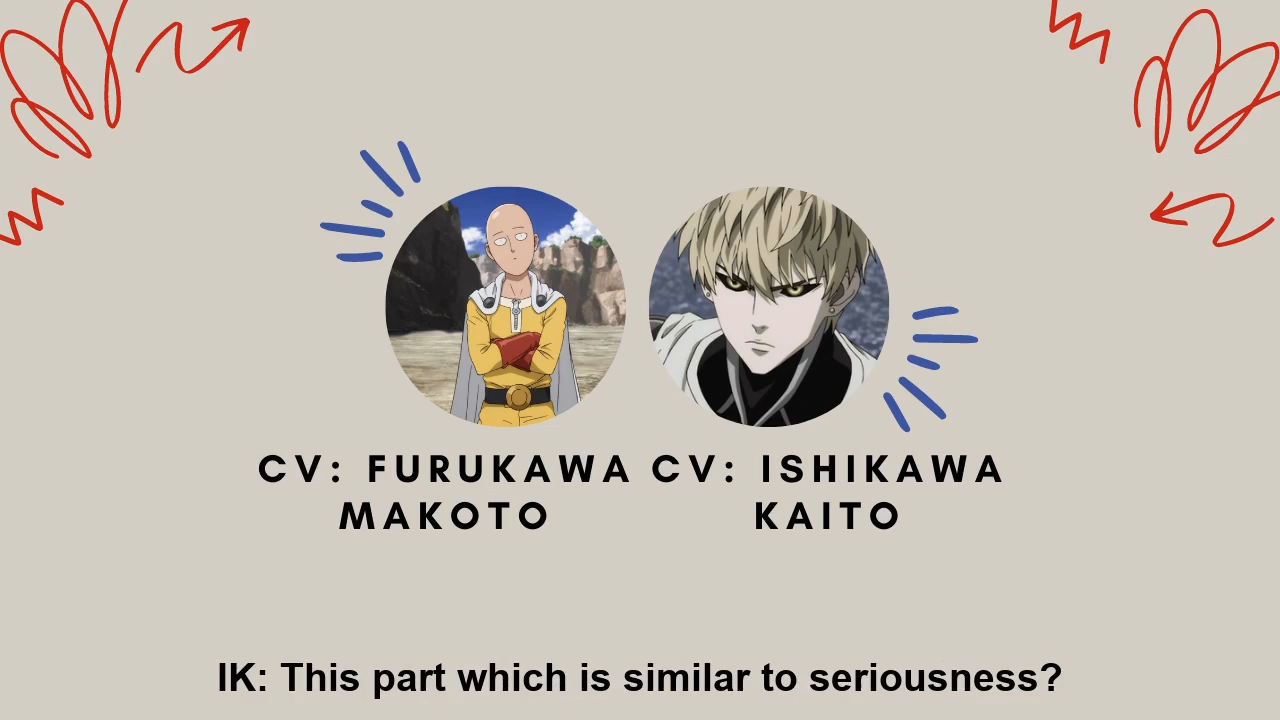 CV: FURUKAWA
MAKOTO
CV: ISHIKAWA
KAITO
IK: This part which is similar to seriousness?